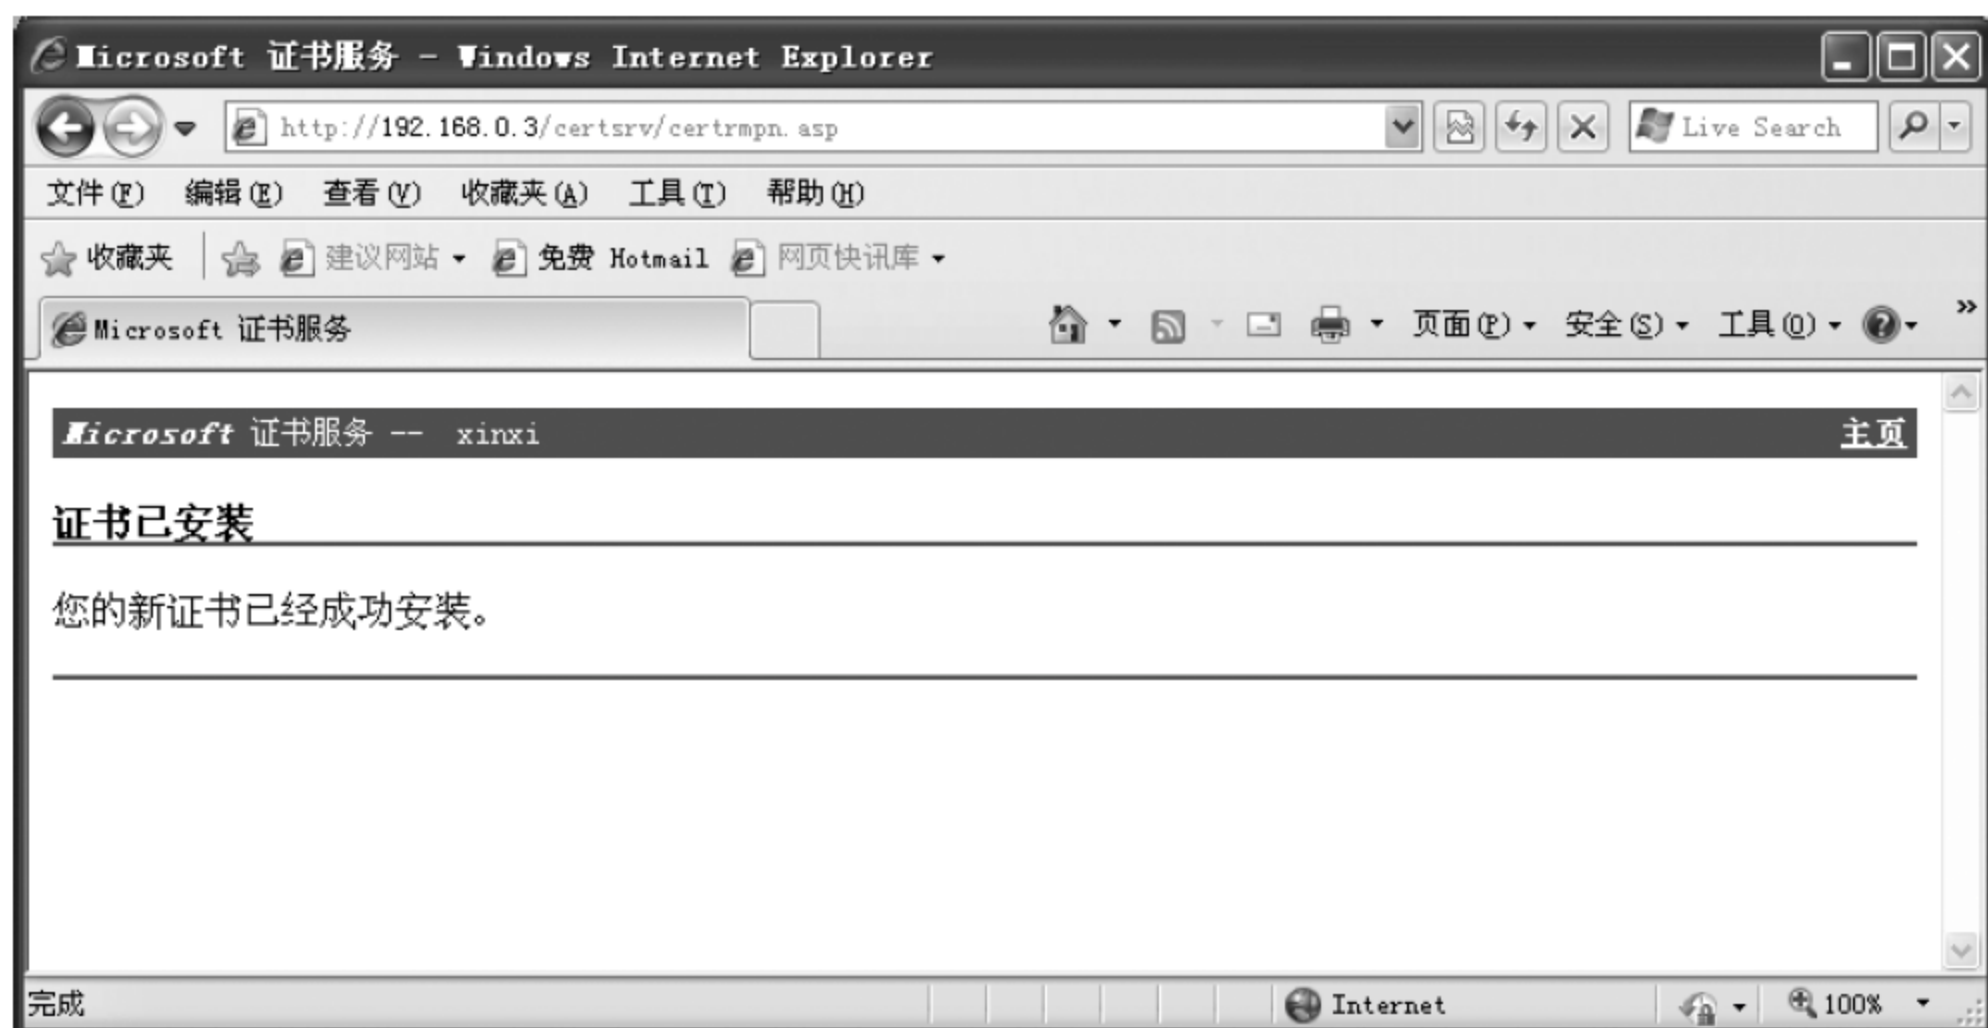 Microsoft 证书服务 - Windows Internet Explorer
http://192.168.0.3/certsrv/certrmpn.asp
Live Search
文件(F) 编辑(E) 查看(V) 收藏夹(A) 工具(T) 帮助(H)
收藏夹 建议网站 免费 Hotmail 网页快讯库
Microsoft 证书服务 页面(P) 安全(S) 工具(O) »
Microsoft 证书服务 -- xinxi 主页
证书已安装
您的新证书已经成功安装。
完成 Internet 100%